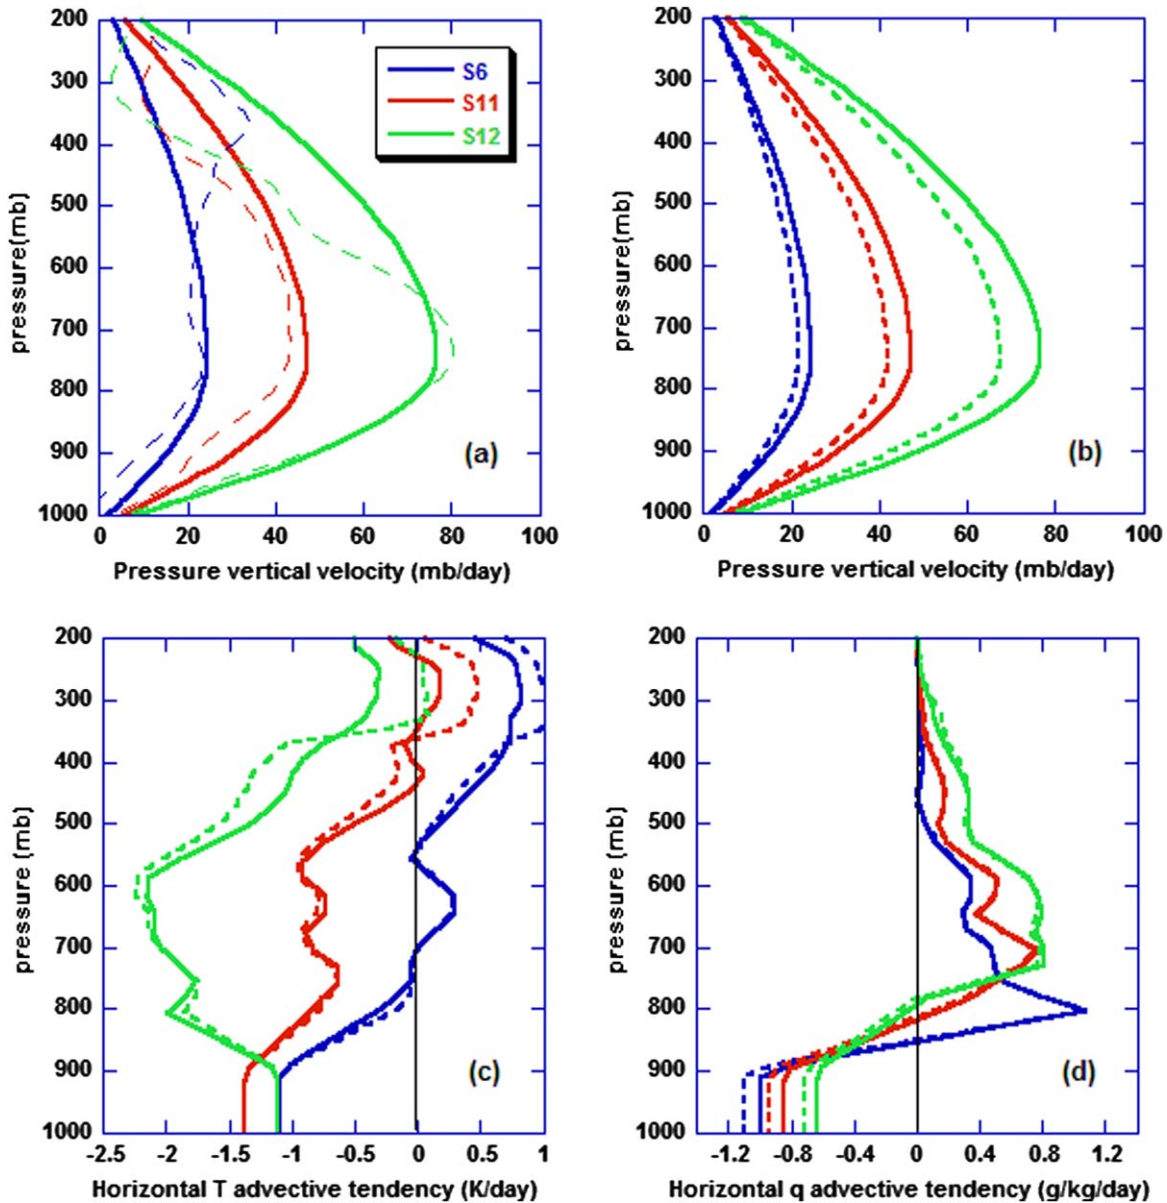 200
300
400
500
600
700
800
900
1000
pressure(mb)
S6
S11
S12
(a)
0 20 40 60 80 100
Pressure vertical velocity (mb/day)
200
300
400
500
600
700
800
900
1000
pressure(mb)
(b)
0 20 40 60 80 100
Pressure vertical velocity (mb/day)
200
300
400
500
600
700
800
900
1000
pressure (mb)
(c)
-2.5 -2 -1.5 -1 -0.5 0 0.5 1
Horizontal T advective tendency (K/day)
200
300
400
500
600
700
800
900
1000
pressure (mb)
(d)
-1.2 -0.8 -0.4 0 0.4 0.8 1.2
Horizontal q advective tendency (g/kg/day)